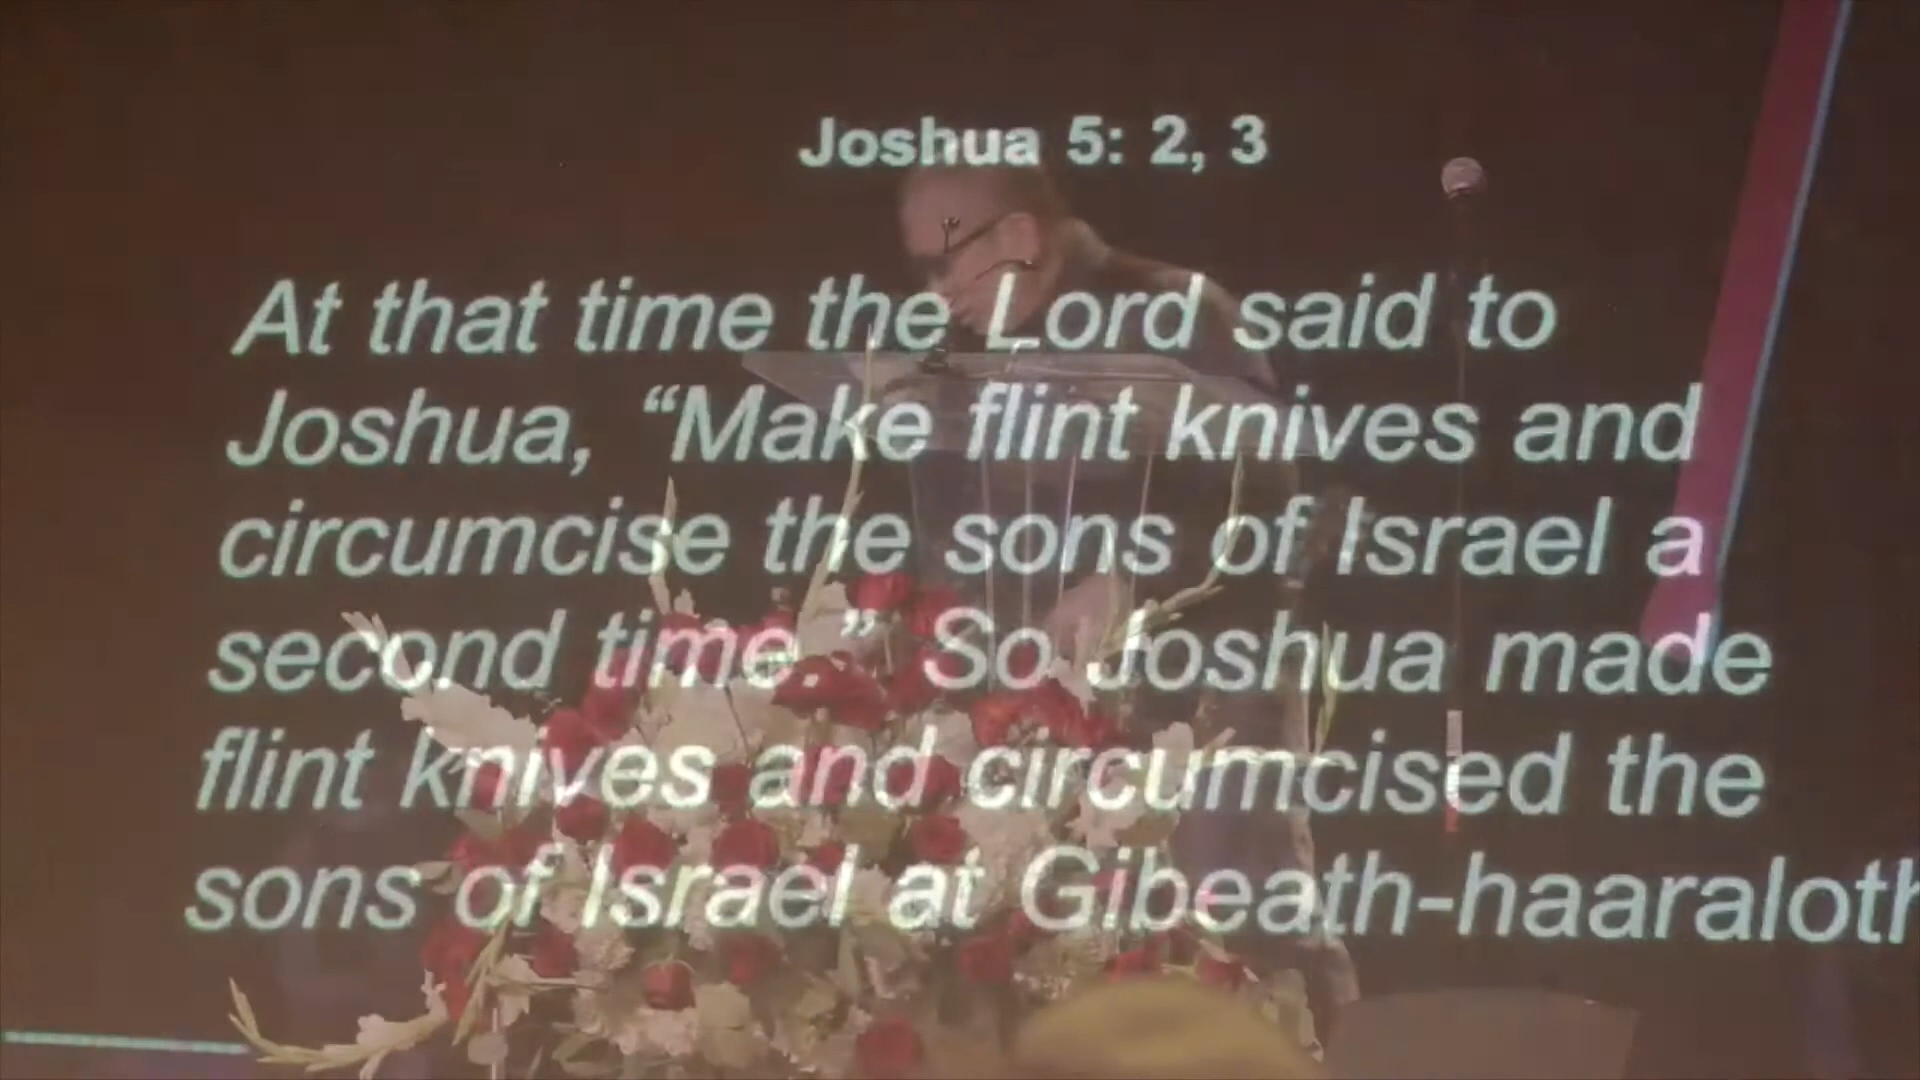 Joshua 5: 2, 3
At that time the Lord said to
Joshua, “Make flint knives and
circumcise the sons of Israel a
second time.” So Joshua made
flint knives and circumcised the
sons of Israel at Gibeath-haaraloth